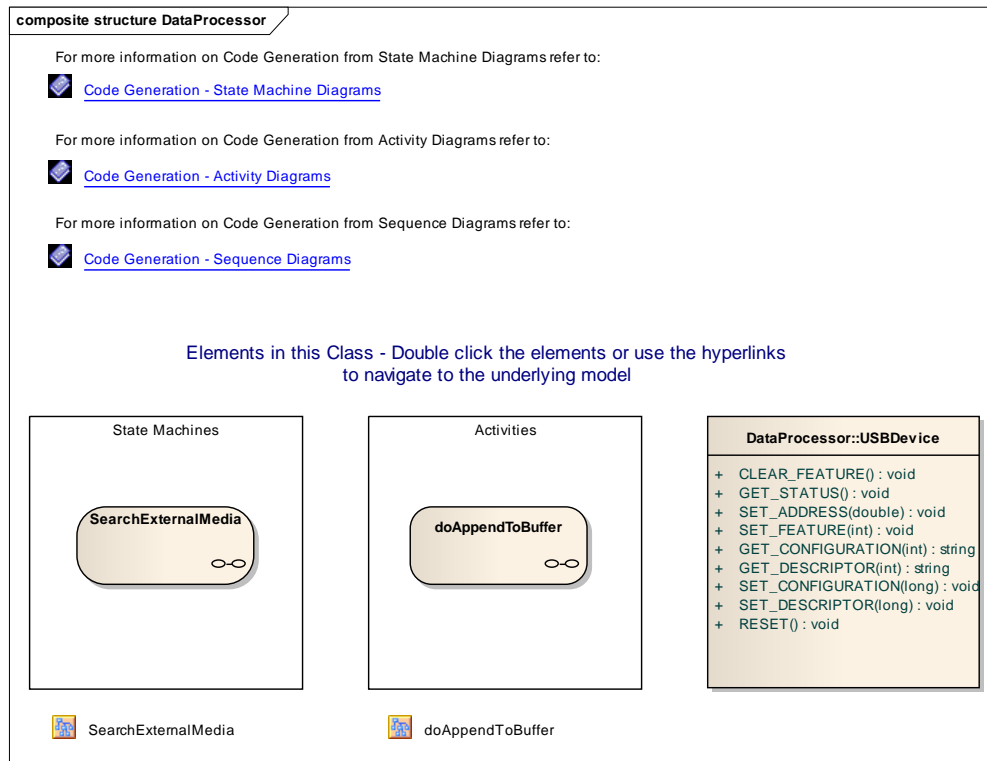 composite structure DataProcessor
For more information on Code Generation from State Machine Diagrams refer to:
Code Generation - State Machine Diagrams
For more information on Code Generation from Activity Diagrams refer to:
Code Generation - Activity Diagrams
For more information on Code Generation from Sequence Diagrams refer to:
Code Generation - Sequence Diagrams
Elements in this Class - Double click the elements or use the hyperlinks
to navigate to the underlying model
State Machines
SearchExternalMedia
Activities
doAppendToBuffer
DataProcessor::USBDevice
+ CLEAR_FEATURE() : void
+ GET_STATUS() : void
+ SET_ADDRESS(double) : void
+ SET_FEATURE(int) : void
+ GET_CONFIGURATION(int) : string
+ GET_DESCRIPTOR(int) : string
+ SET_CONFIGURATION(long) : void
+ SET_DESCRIPTOR(long) : void
+ RESET() : void
SearchExternalMedia
doAppendToBuffer